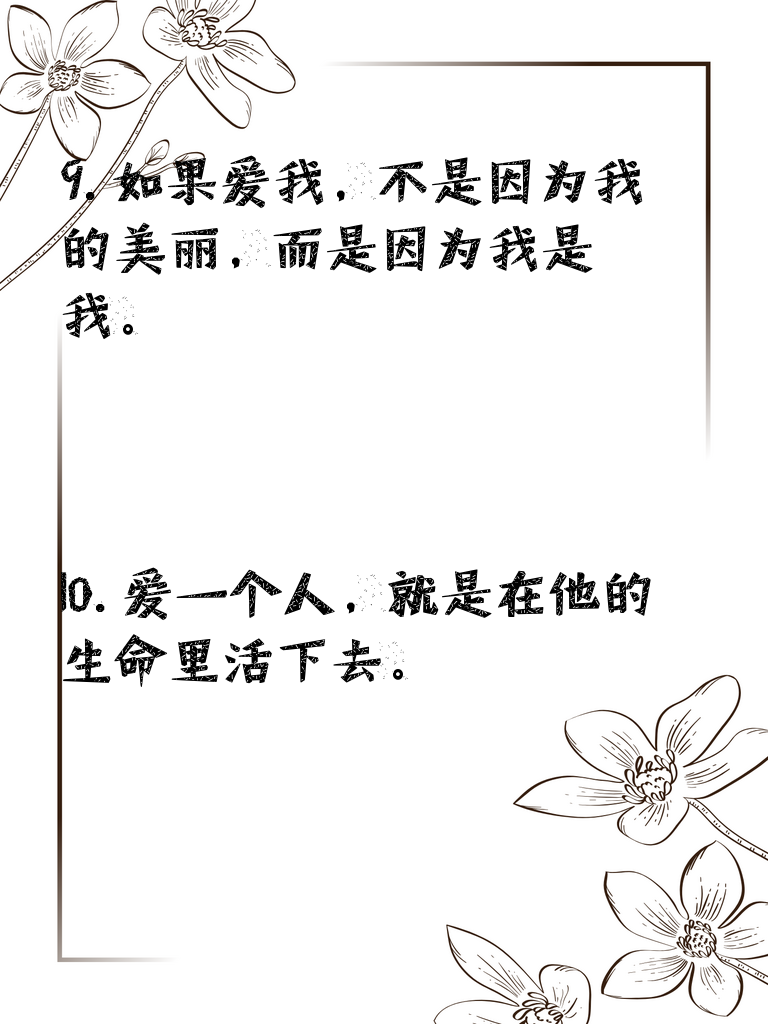 9. 如果爱我，不是因为我
的美丽，而是因为我是
我。
10. 爱一个人，就是在他的
生命里活下去。